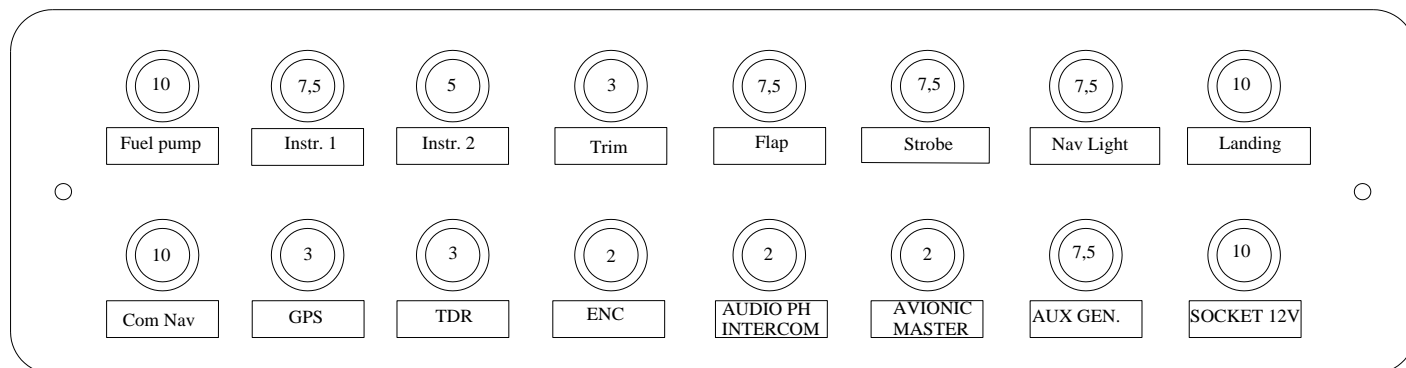 10 7,5 5 3 7,5 7,5 7,5 10
Fuel pump Instr. 1 Instr. 2 Trim Flap Strobe Nav Light Landing
10 3 3 2 2 2 7,5 10
Com Nav GPS TDR ENC AUDIO PH INTERCOM AVIONIC MASTER AUX GEN. SOCKET 12V